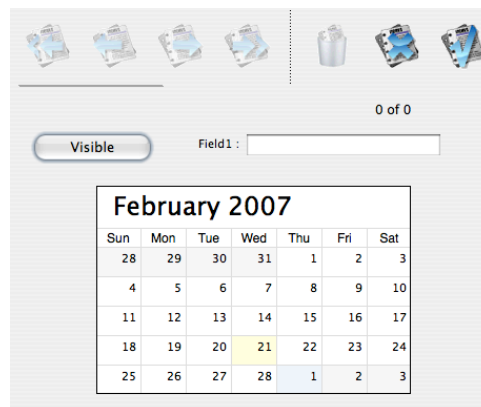 0 of 0
Visible
Field1 :
February 2007
Sun Mon Tue Wed Thu Fri Sat
28 29 30 31 1 2 3
4 5 6 7 8 9 10
11 12 13 14 15 16 17
18 19 20 21 22 23 24
25 26 27 28 1 2 3